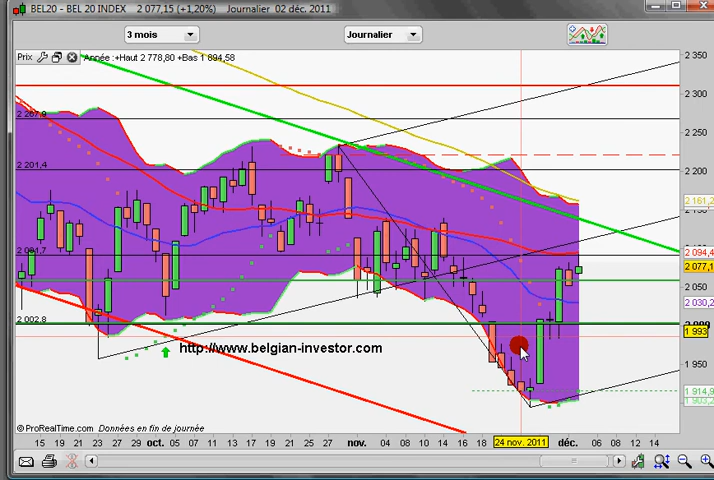 BEL20 - BEL 20 INDEX 2 077,15 (+1,20%) Journalier 02 déc. 2011
3 mois
Journalier
Prix
Année :+Haut 2 778,80 +Bas 1 894,58
2 350
2 300
2 267,9
2 250
2 201,4
2 200
2 161,2
2 150
2 094,4
2 077,1
2 050
2 030,2
2 002,8
1 993
1 950
1 914,9
1 903,2
http://www.belgian-investor.com
© ProRealTime.com Données en fin de journée
15 19 21 23 27 29 oct. 05 07 11 13 17 19 21 25 27 nov. 02 04 08 10 14 16 18 24 nov. 2011 déc. 06 08 12 14